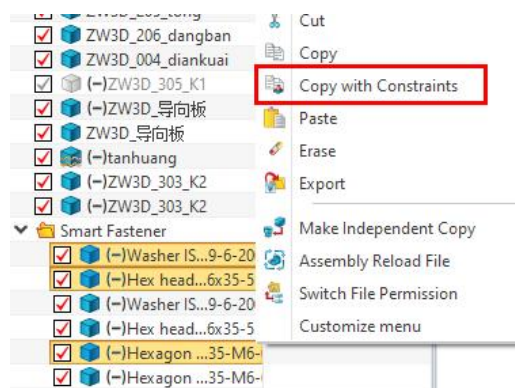 ZW3D_206_dangban
ZW3D_004_diankuai
(-)ZW3D_305_K1
(-)ZW3D_导向板
ZW3D_导向板
(-)tanhuang
(-)ZW3D_303_K2
(-)ZW3D_303_K2
Smart Fastener
(-)Washer IS...9-6-20
(-)Hex head...6x35-5
(-)Washer IS...9-6-20
(-)Hex head...6x35-5
(-)Hexagon ...35-M6-
(-)Hexagon ...35-M6-
Cut
Copy
Copy with Constraints
Paste
Erase
Export
Make Independent Copy
Assembly Reload File
Switch File Permission
Customize menu